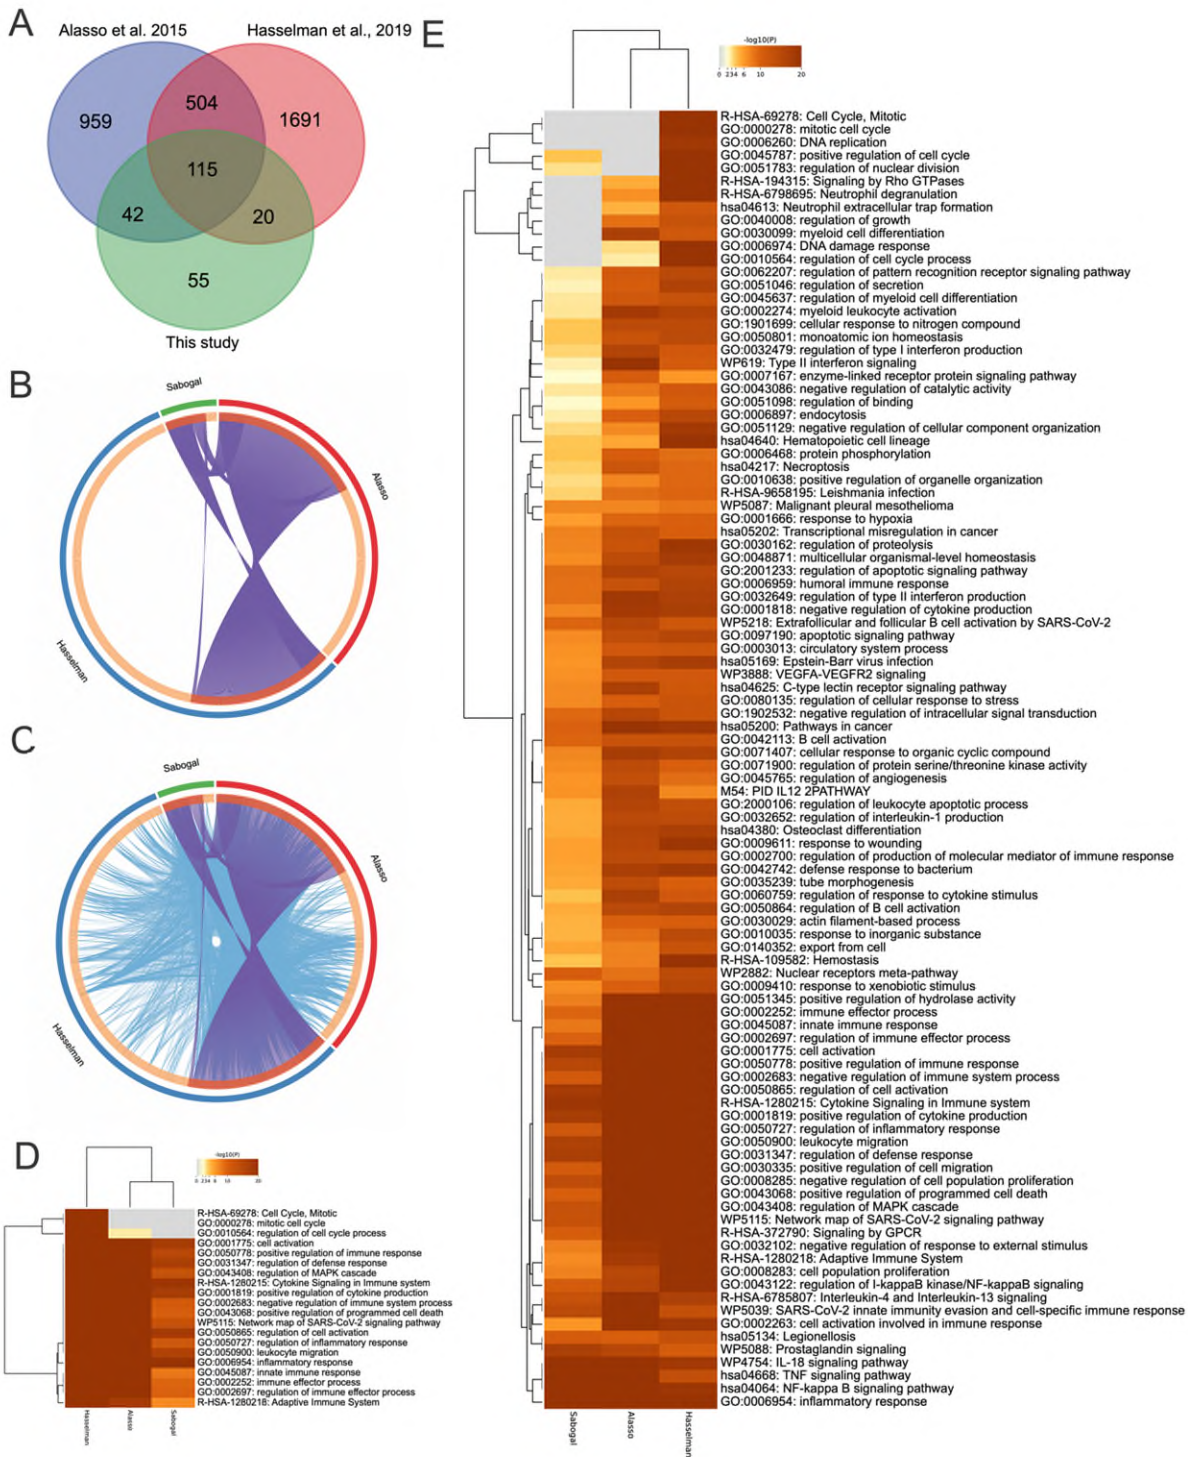 A
Alasso et al. 2015
Hasselman et al., 2019
959
504
1691
115
42
20
55
This study
B
Sabogal
Alasso
Hasselman
C
Sabogal
Alasso
Hasselman
D
-log10(P)
0 2 3 4 6 10 20
R-HSA-69278: Cell Cycle, Mitotic
GO:0000278: mitotic cell cycle
GO:0010564: regulation of cell cycle process
GO:0001775: cell activation
GO:0050778: positive regulation of immune response
GO:0031347: regulation of defense response
GO:0043408: regulation of MAPK cascade
R-HSA-1280215: Cytokine Signaling in Immune system
GO:0001819: positive regulation of cytokine production
GO:0002683: negative regulation of immune system process
GO:0043068: positive regulation of programmed cell death
WP5115: Network map of SARS-CoV-2 signaling pathway
GO:0050865: regulation of cell activation
GO:0050727: regulation of inflammatory response
GO:0050900: leukocyte migration
GO:0006954: inflammatory response
GO:0045087: innate immune response
GO:0002252: immune effector process
GO:0002697: regulation of immune effector process
R-HSA-1280218: Adaptive Immune System
Hasselman
Alasso
Sabogal
E
-log10(P)
0 2 3 4 6 10 20
R-HSA-69278: Cell Cycle, Mitotic
GO:0000278: mitotic cell cycle
GO:0006260: DNA replication
GO:0045787: positive regulation of cell cycle
GO:0051783: regulation of nuclear division
R-HSA-194315: Signaling by Rho GTPases
R-HSA-6798695: Neutrophil degranulation
hsa04613: Neutrophil extracellular trap formation
GO:0040008: regulation of growth
GO:0030099: myeloid cell differentiation
GO:0006974: DNA damage response
GO:0010564: regulation of cell cycle process
GO:0062207: regulation of pattern recognition receptor signaling pathway
GO:0051046: regulation of secretion
GO:0045637: regulation of myeloid cell differentiation
GO:0002274: myeloid leukocyte activation
GO:1901699: cellular response to nitrogen compound
GO:0050801: monoatomic ion homeostasis
GO:0032479: regulation of type I interferon production
WP619: Type II interferon signaling
GO:0007167: enzyme-linked receptor protein signaling pathway
GO:0043086: negative regulation of catalytic activity
GO:0051098: regulation of binding
GO:0006897: endocytosis
GO:0051129: negative regulation of cellular component organization
hsa04640: Hematopoietic cell lineage
GO:0006468: protein phosphorylation
hsa04217: Necroptosis
GO:0010638: positive regulation of organelle organization
R-HSA-9658195: Leishmania infection
WP5087: Malignant pleural mesothelioma
GO:0001666: response to hypoxia
hsa05202: Transcriptional misregulation in cancer
GO:0030162: regulation of proteolysis
GO:0048871: multicellular organismal-level homeostasis
GO:2001233: regulation of apoptotic signaling pathway
GO:0006959: humoral immune response
GO:0032649: regulation of type II interferon production
GO:0001818: negative regulation of cytokine production
WP5218: Extrafollicular and follicular B cell activation by SARS-CoV-2
GO:0097190: apoptotic signaling pathway
GO:0003013: circulatory system process
hsa05169: Epstein-Barr virus infection
WP3888: VEGFA-VEGFR2 signaling
hsa04625: C-type lectin receptor signaling pathway
GO:0080135: regulation of cellular response to stress
GO:1902532: negative regulation of intracellular signal transduction
hsa05200: Pathways in cancer
GO:0042113: B cell activation
GO:0071407: cellular response to organic cyclic compound
GO:0071900: regulation of protein serine/threonine kinase activity
GO:0045765: regulation of angiogenesis
M54: PID IL12 2PATHWAY
GO:2000106: regulation of leukocyte apoptotic process
GO:0032652: regulation of interleukin-1 production
hsa04380: Osteoclast differentiation
GO:0009611: response to wounding
GO:0002700: regulation of production of molecular mediator of immune response
GO:0042742: defense response to bacterium
GO:0035239: tube morphogenesis
GO:0060759: regulation of response to cytokine stimulus
GO:0050864: regulation of B cell activation
GO:0030029: actin filament-based process
GO:0010035: response to inorganic substance
GO:0140352: export from cell
R-HSA-109582: Hemostasis
WP2882: Nuclear receptors meta-pathway
GO:0009410: response to xenobiotic stimulus
GO:0051345: positive regulation of hydrolase activity
GO:0002252: immune effector process
GO:0045087: innate immune response
GO:0002697: regulation of immune effector process
GO:0001775: cell activation
GO:0050778: positive regulation of immune response
GO:0002683: negative regulation of immune system process
GO:0050865: regulation of cell activation
R-HSA-1280215: Cytokine Signaling in Immune system
GO:0001819: positive regulation of cytokine production
GO:0050727: regulation of inflammatory response
GO:0050900: leukocyte migration
GO:0031347: regulation of defense response
GO:0030335: positive regulation of cell migration
GO:0008285: negative regulation of cell population proliferation
GO:0043068: positive regulation of programmed cell death
GO:0043408: regulation of MAPK cascade
WP5115: Network map of SARS-CoV-2 signaling pathway
R-HSA-372790: Signaling by GPCR
GO:0032102: negative regulation of response to external stimulus
R-HSA-1280218: Adaptive Immune System
GO:0008283: cell population proliferation
GO:0043122: regulation of I-kappaB kinase/NF-kappaB signaling
R-HSA-6785807: Interleukin-4 and Interleukin-13 signaling
WP5039: SARS-CoV-2 innate immunity evasion and cell-specific immune response
GO:0002263: cell activation involved in immune response
hsa05134: Legionellosis
WP5088: Prostaglandin signaling
WP4754: IL-18 signaling pathway
hsa04668: TNF signaling pathway
hsa04064: NF-kappa B signaling pathway
GO:0006954: inflammatory response
Sabogal
Alasso
Hasselman